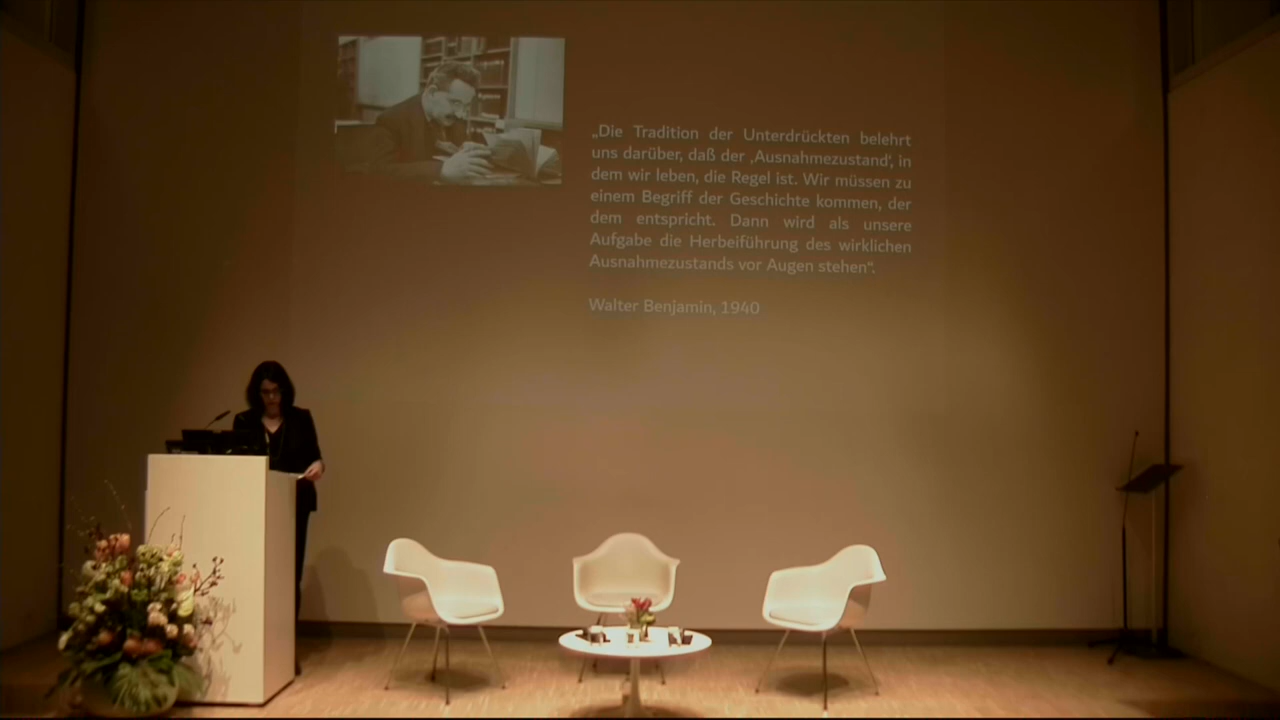 „Die Tradition der Unterdrückten belehrt
uns darüber, daß der ‚Ausnahmezustand‘, in
dem wir leben, die Regel ist. Wir müssen zu
einem Begriff der Geschichte kommen, der
dem entspricht. Dann wird als unsere
Aufgabe die Herbeiführung des wirklichen
Ausnahmezustands vor Augen stehen“.
Walter Benjamin, 1940